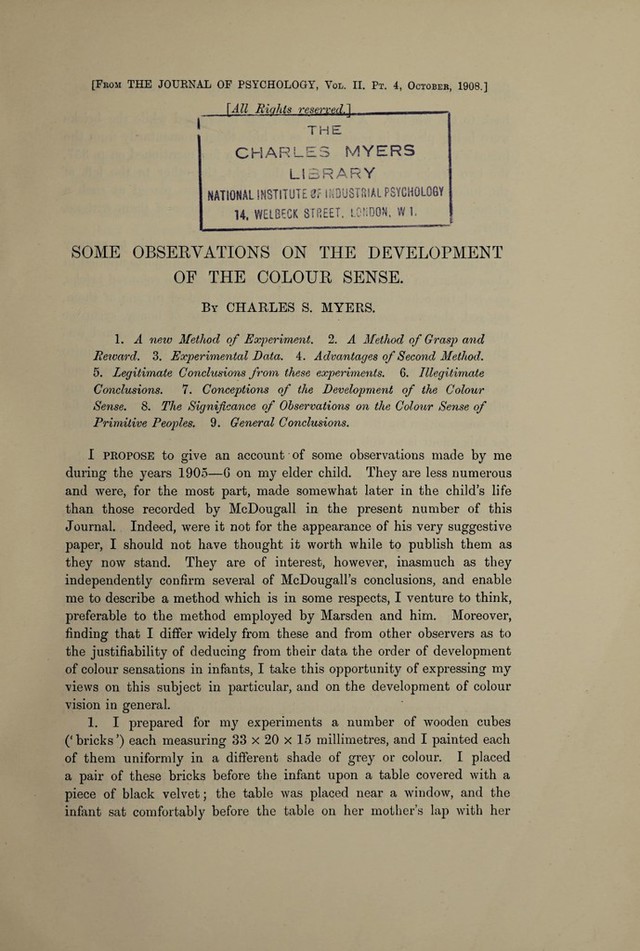 [From THE JOURNAL OF PSYCHOLOGY, Vol. II. Pt. 4, October, 1908.]
[All Rights reserved.]
THE
CHARLES MYERS
LIBRARY
NATIONAL INSTITUTE OF INDUSTRIAL PSYCHOLOGY
14, WELBECK STREET, LONDON, W 1.
SOME OBSERVATIONS ON THE DEVELOPMENT
OF THE COLOUR SENSE.
By CHARLES S. MYERS.
1. A new Method of Experiment. 2. A Method of Grasp and
Reward. 3. Experimental Data. 4. Advantages of Second Method.
5. Legitimate Conclusions from these experiments. 6. Illegitimate
Conclusions. 7. Conceptions of the Development of the Colour
Sense. 8. The Significance of Observations on the Colour Sense of
Primitive Peoples. 9. General Conclusions.
I PROPOSE to give an account of some observations made by me
during the years 1905—6 on my elder child. They are less numerous
and were, for the most part, made somewhat later in the child's life
than those recorded by McDougall in the present number of this
Journal. Indeed, were it not for the appearance of his very suggestive
paper, I should not have thought it worth while to publish them as
they now stand. They are of interest, however, inasmuch as they
independently confirm several of McDougall's conclusions, and enable
me to describe a method which is in some respects, I venture to think,
preferable to the method employed by Marsden and him. Moreover,
finding that I differ widely from these and from other observers as to
the justifiability of deducing from their data the order of development
of colour sensations in infants, I take this opportunity of expressing my
views on this subject in particular, and on the development of colour
vision in general.
1. I prepared for my experiments a number of wooden cubes
('bricks') each measuring 33 × 20 × 15 millimetres, and I painted each
of them uniformly in a different shade of grey or colour. I placed
a pair of these bricks before the infant upon a table covered with a
piece of black velvet; the table was placed near a window, and the
infant sat comfortably before the table on her mother's lap with her